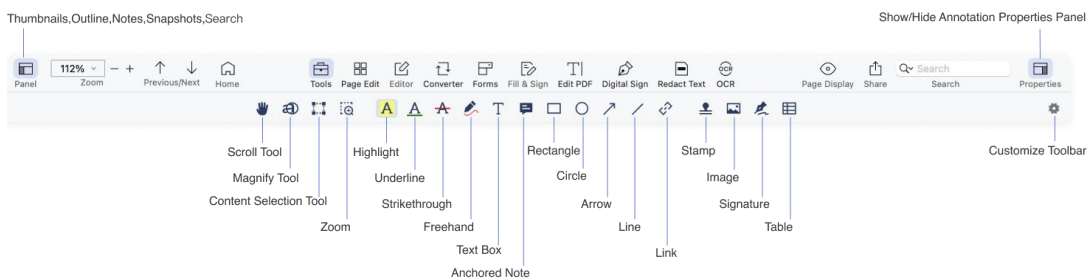 Thumbnails,Outline,Notes,Snapshots,Search
Show/Hide Annotation Properties Panel
112%
Search
Panel
Zoom
Previous/Next
Home
Tools
Page Edit
Editor
Converter
Forms
Fill & Sign
Edit PDF
Digital Sign
Redact Text
OCR
OCR
Page Display
Share
Search
Properties
A
A
A
T
Scroll Tool
Highlight
Rectangle
Stamp
Customize Toolbar
Magnify Tool
Underline
Circle
Image
Content Selection Tool
Strikethrough
Arrow
Signature
Zoom
Freehand
Line
Table
Text Box
Link
Anchored Note